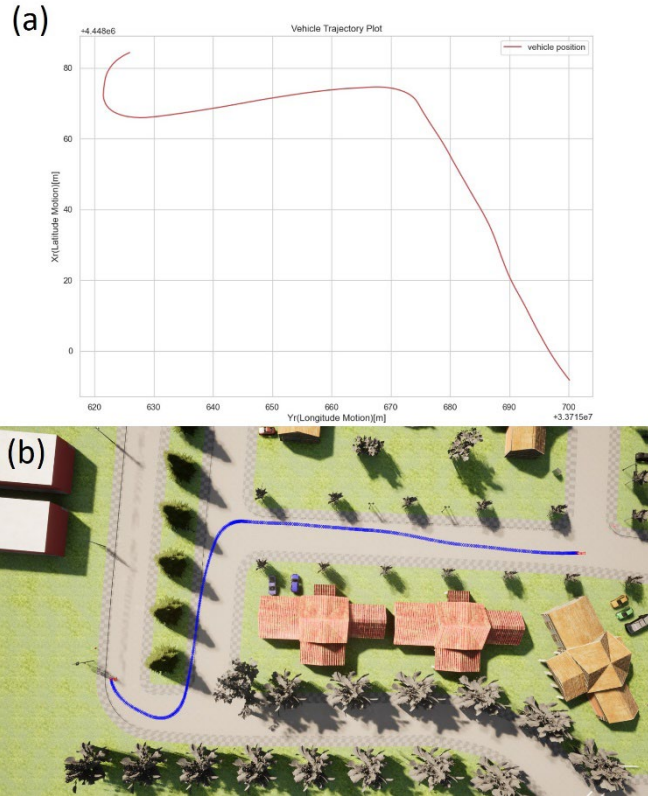 (a)
+4.448e6
Vehicle Trajectory Plot
vehicle position
80
60
40
20
0
Xr(Latitude Motion)[m]
620
630
640
650
660
670
680
690
700
Yr(Longitude Motion)[m]
+3.3715e7
(b)